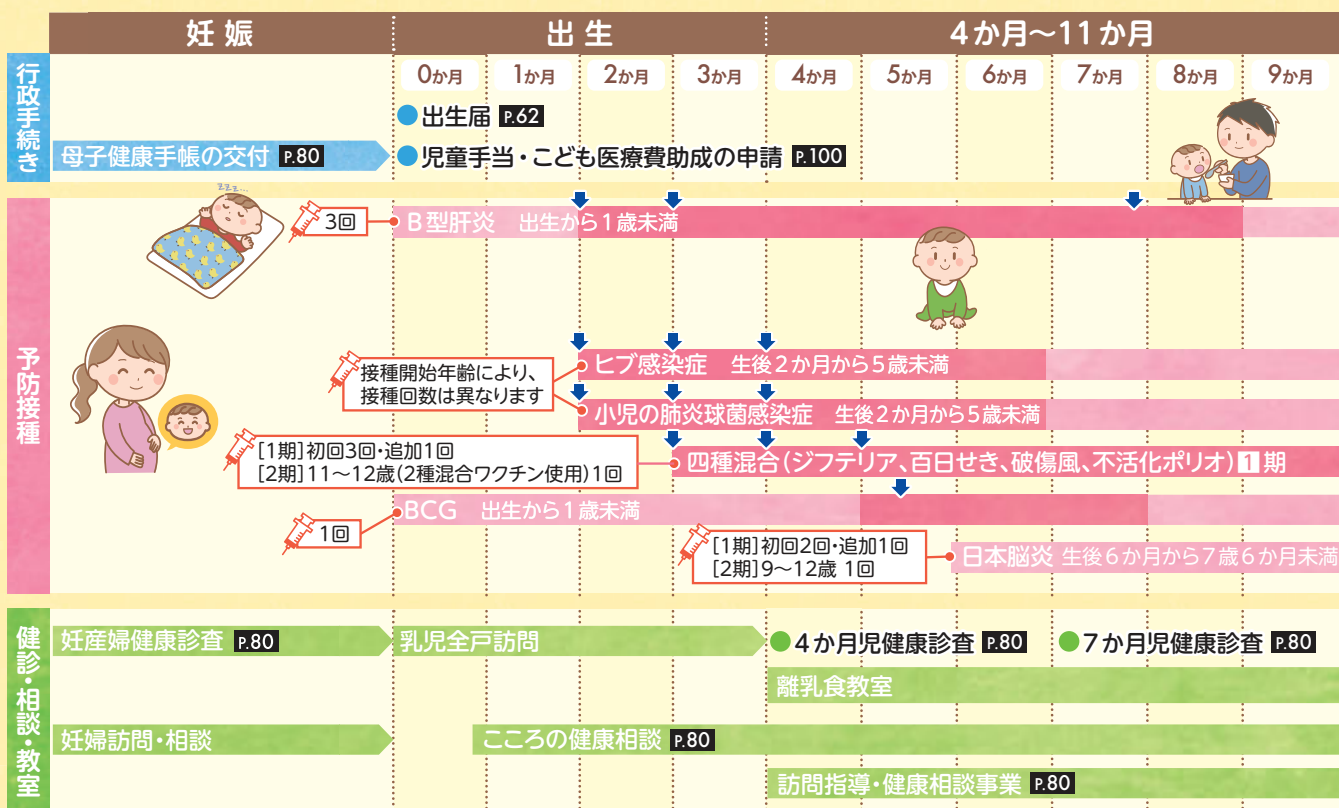 妊娠
出生
4か月～11か月
行政手続き
0か月
1か月
2か月
3か月
4か月
5か月
6か月
7か月
8か月
9か月
●出生届 P.62
母子健康手帳の交付 P.80
●児童手当・こども医療費助成の申請 P.100
予防接種
zzz...
3回
B型肝炎 出生から1歳未満
接種開始年齢により、
接種回数は異なります
ヒブ感染症 生後2か月から5歳未満
小児の肺炎球菌感染症 生後2か月から5歳未満
[1期]初回3回・追加1回
[2期]11～12歳(2種混合ワクチン使用)1回
四種混合(ジフテリア、百日せき、破傷風、不活化ポリオ)1期
1回
BCG 出生から1歳未満
[1期]初回2回・追加1回
[2期]9～12歳 1回
日本脳炎 生後6か月から7歳6か月未満
健診・相談・教室
妊産婦健康診査 P.80
乳児全戸訪問
●4か月児健康診査 P.80
●7か月児健康診査 P.80
離乳食教室
妊婦訪問・相談
こころの健康相談 P.80
訪問指導・健康相談事業 P.80